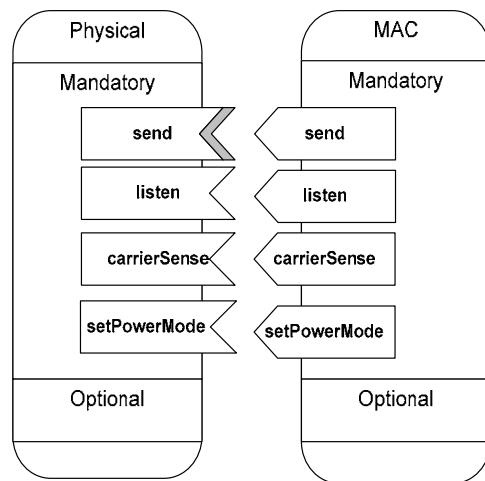 Physical
Mandatory
send
listen
carrierSense
setPowerMode
Optional
MAC
Mandatory
send
listen
carrierSense
setPowerMode
Optional